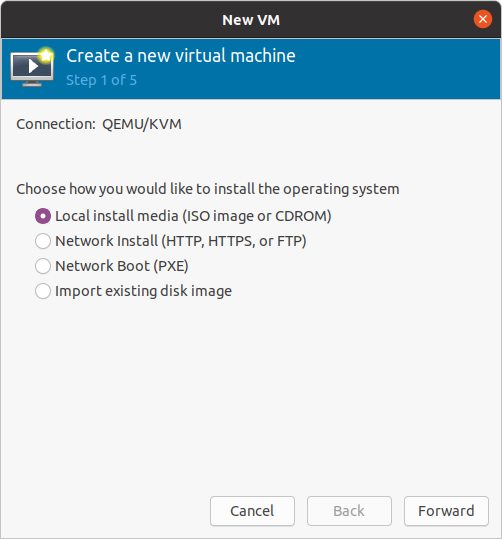 New VM
Create a new virtual machine
Step 1 of 5
Connection: QEMU/KVM
Choose how you would like to install the operating system
Local install media (ISO image or CDROM)
Network Install (HTTP, HTTPS, or FTP)
Network Boot (PXE)
Import existing disk image
Cancel Back Forward